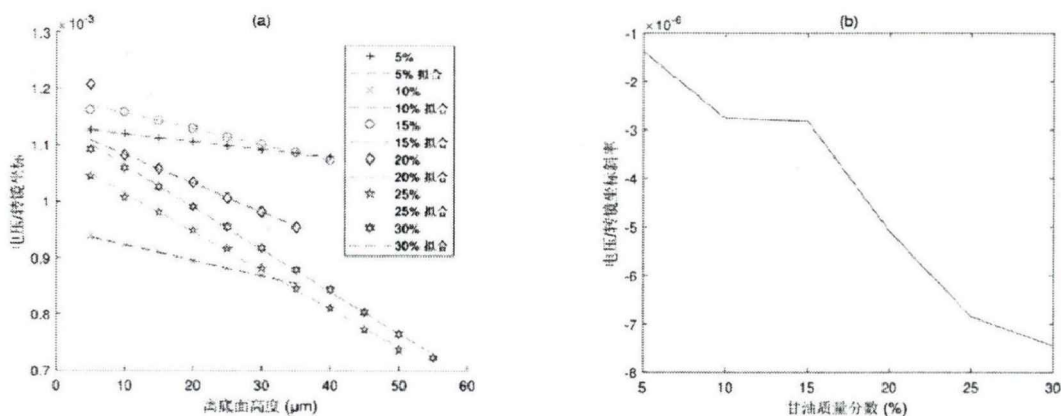 (a)
×10⁻³
1.3
1.2
1.1
1
0.9
0.8
0.7
电压/转镜坐标
0 10 20 30 40 50 60
离底面高度 (μm)
5%
5% 拟合
10%
10% 拟合
15%
15% 拟合
20%
20% 拟合
25%
25% 拟合
30%
30% 拟合
(b)
×10⁻⁶
-1
-2
-3
-4
-5
-6
-7
-8
电压/转镜坐标斜率
5 10 15 20 25 30
甘油质量分数 (%)